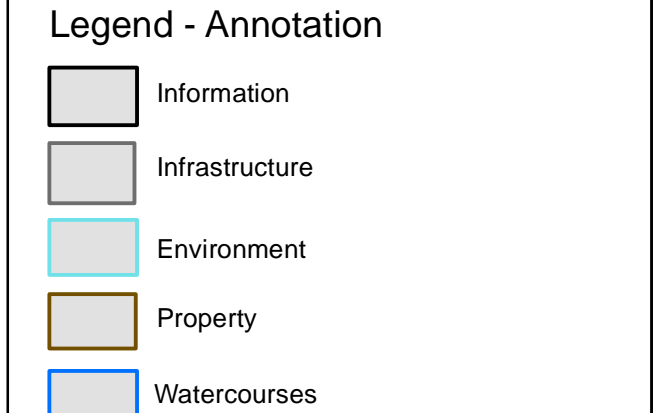 Legend - Annotation
Information
Infrastructure
Environment
Property
Watercourses